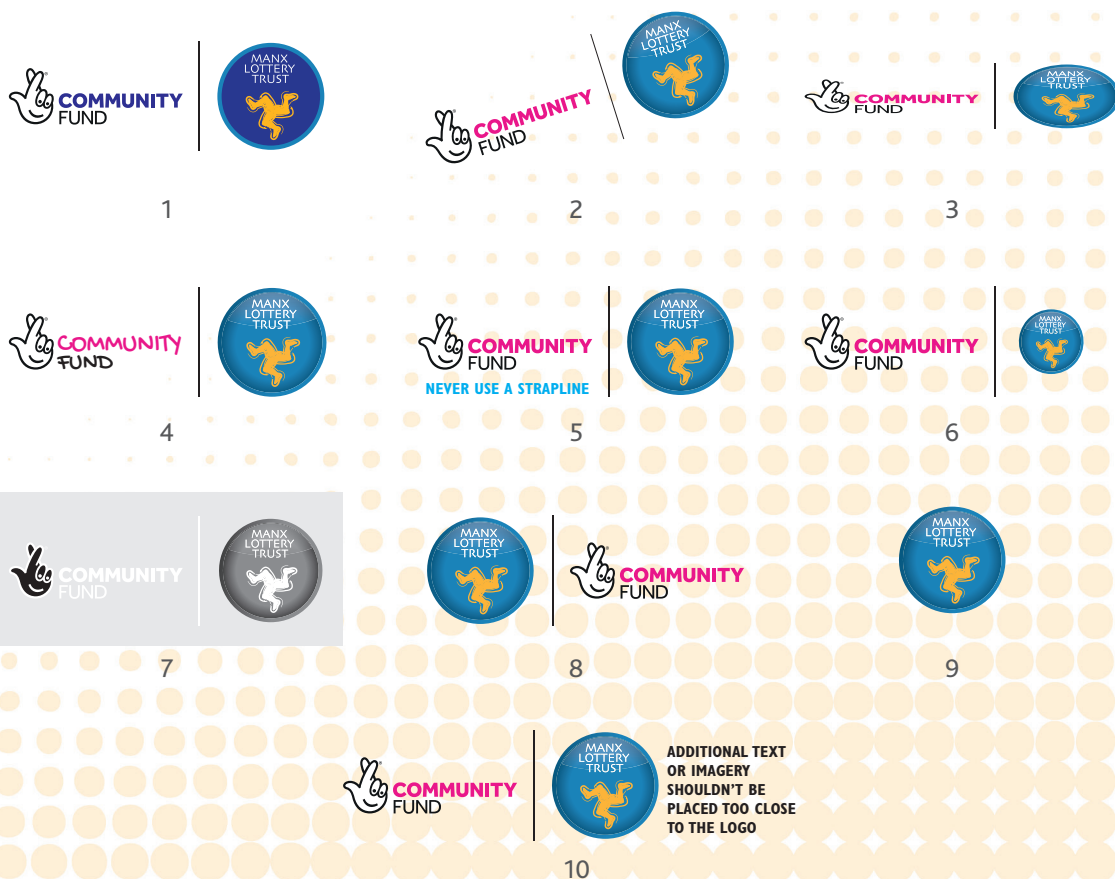 COMMUNITY
FUND
MANX
LOTTERY
TRUST
1
COMMUNITY
FUND
MANX
LOTTERY
TRUST
2
COMMUNITY
FUND
MANX
LOTTERY
TRUST
3
COMMUNITY
FUND
MANX
LOTTERY
TRUST
4
COMMUNITY
FUND
NEVER USE A STRAPLINE
MANX
LOTTERY
TRUST
5
COMMUNITY
FUND
MANX
LOTTERY
TRUST
6
COMMUNITY
FUND
MANX
LOTTERY
TRUST
7
MANX
LOTTERY
TRUST
COMMUNITY
FUND
8
MANX
LOTTERY
TRUST
9
COMMUNITY
FUND
MANX
LOTTERY
TRUST
ADDITIONAL TEXT
OR IMAGERY
SHOULDN'T BE
PLACED TOO CLOSE
TO THE LOGO
10